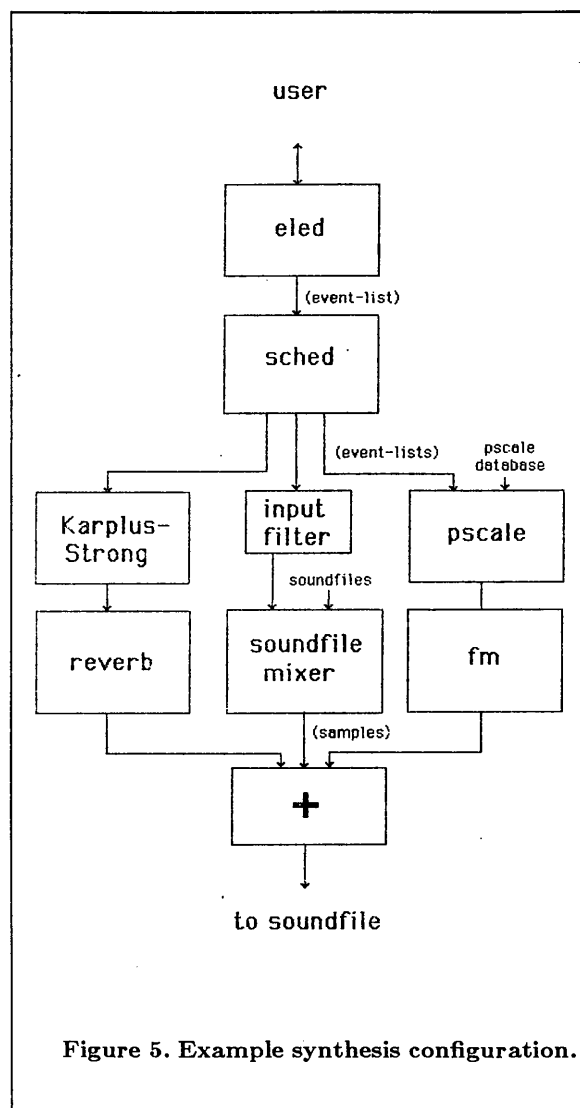 user
eled
(event-list)
sched
(event-lists)
pscale
database
Karplus-
Strong
input
filter
pscale
soundfiles
reverb
soundfile
mixer
fm
(samples)
+
to soundfile
Figure 5. Example synthesis configuration.